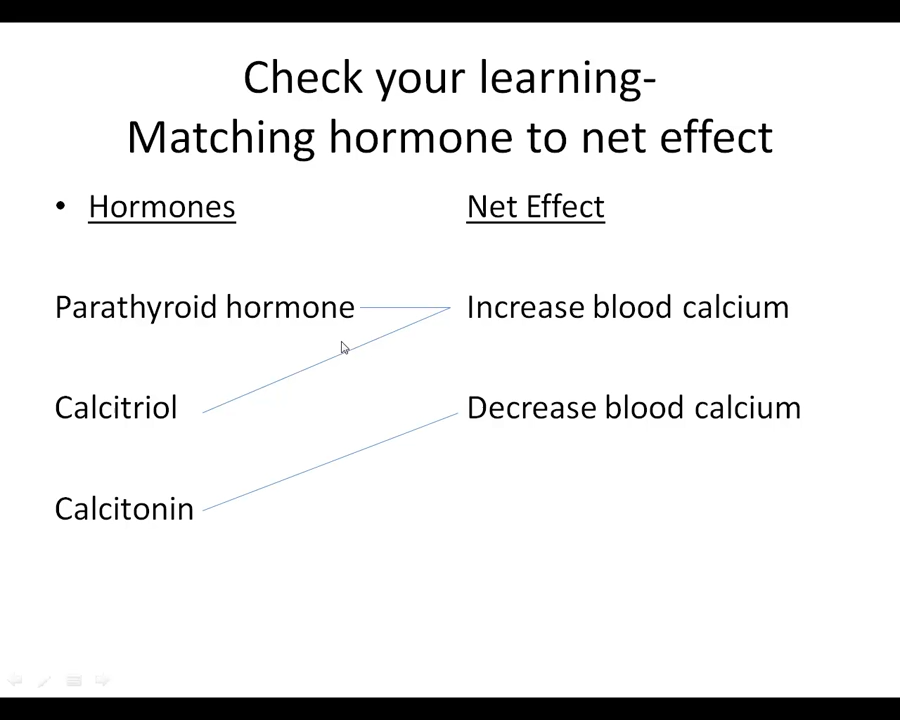 Check your learning-
Matching hormone to net effect
• Hormones Net Effect
Parathyroid hormone Increase blood calcium
Calcitriol Decrease blood calcium
Calcitonin